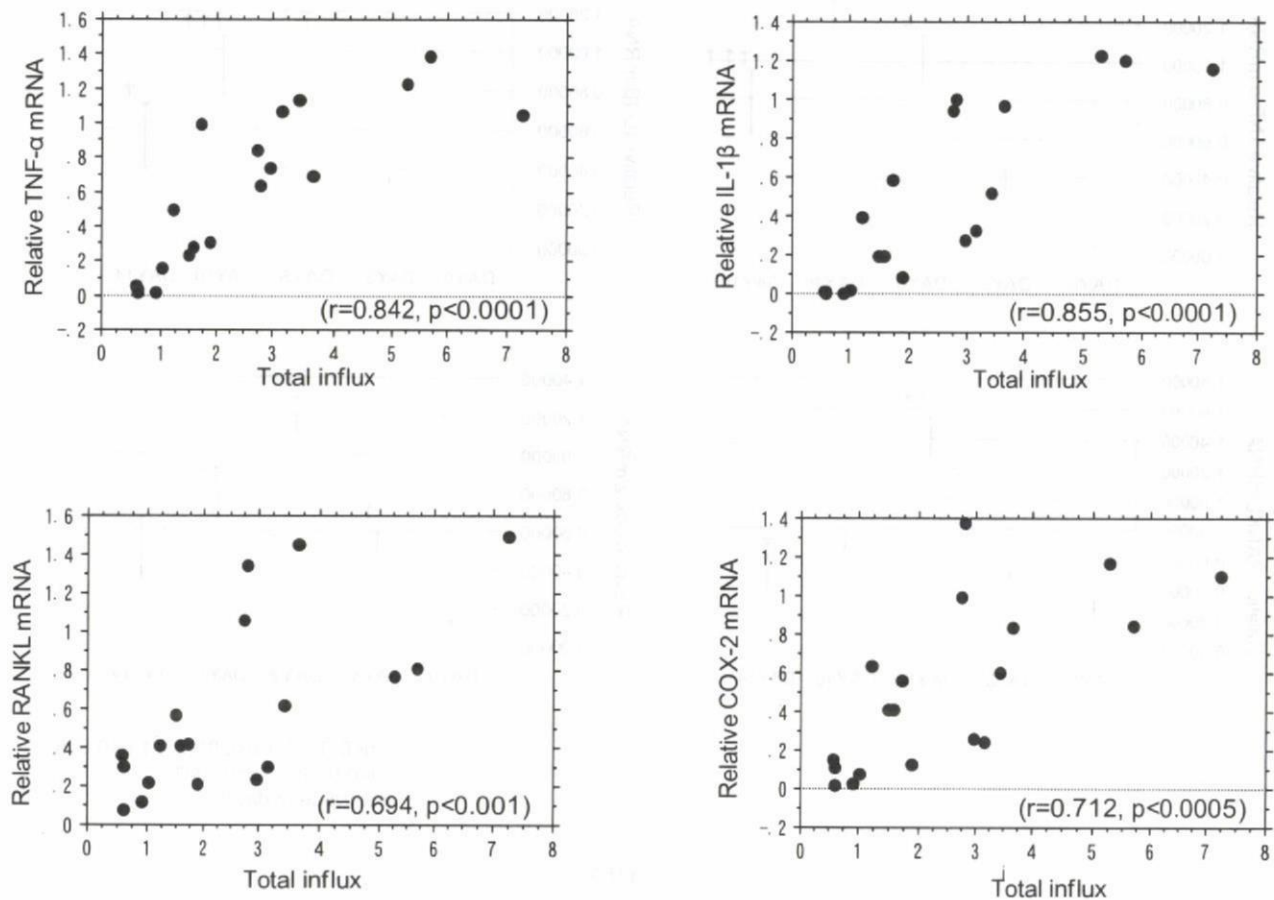 Relative TNF-α mRNA
1.6
1.4
1.2
1
.8
.6
.4
.2
0
-.2
(r=0.842, p<0.0001)
0 1 2 3 4 5 6 7 8
Total influx
Relative IL-1β mRNA
1.4
1.2
1
.8
.6
.4
.2
0
-.2
(r=0.855, p<0.0001)
0 1 2 3 4 5 6 7 8
Total influx
Relative RANKL mRNA
1.6
1.4
1.2
1
.8
.6
.4
.2
0
(r=0.694, p<0.001)
0 1 2 3 4 5 6 7 8
Total influx
Relative COX-2 mRNA
1.4
1.2
1
.8
.6
.4
.2
0
-.2
(r=0.712, p<0.0005)
0 1 2 3 4 5 6 7 8
Total influx